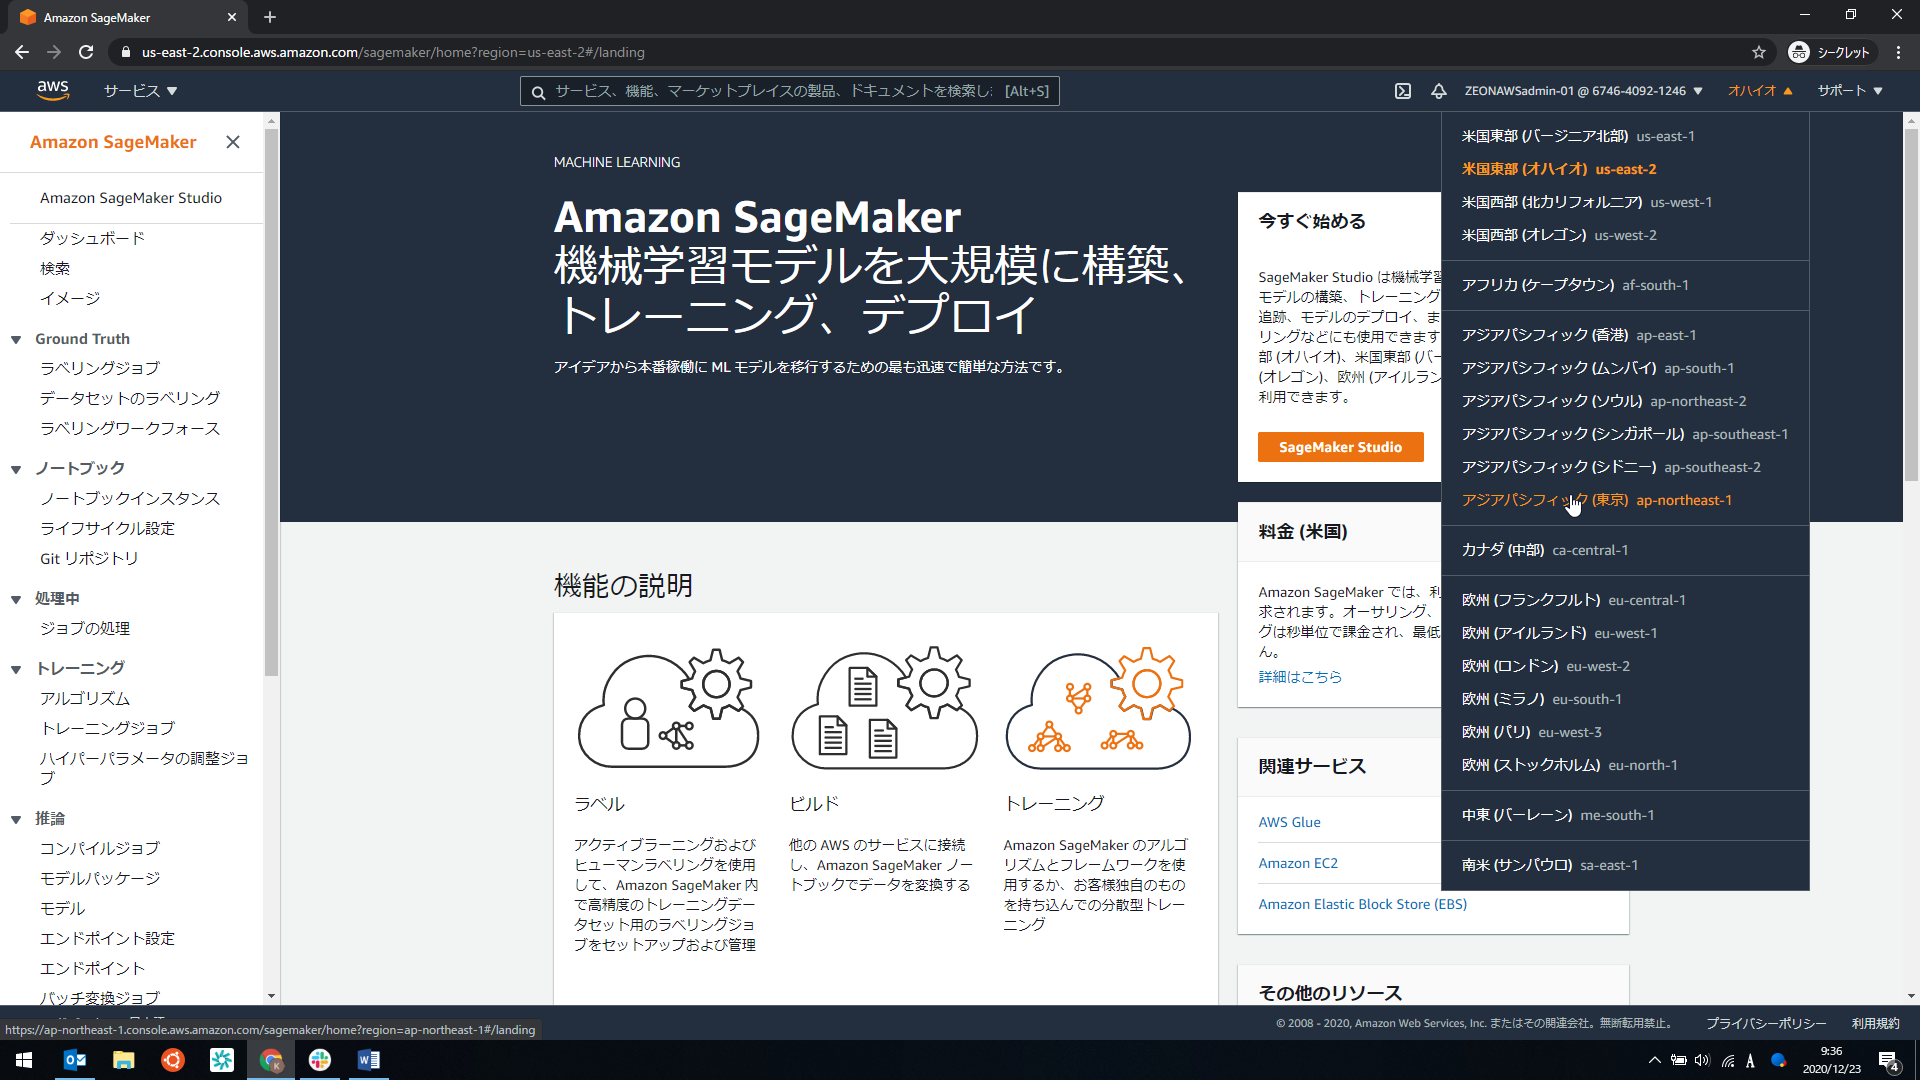 Amazon SageMaker
us-east-2.console.aws.amazon.com/sagemaker/home?region=us-east-2#/landing
シークレット
aws
サービス
サービス、機能、マーケットプレイスの製品、ドキュメントを検索し
[Alt+S]
ZEONAWSadmin-01 @ 6746-4092-1246
オハイオ
サポート
Amazon SageMaker
Amazon SageMaker Studio
ダッシュボード
検索
イメージ
Ground Truth
ラベリングジョブ
データセットのラベリング
ラベリングワークフォース
ノートブック
ノートブックインスタンス
ライフサイクル設定
Git リポジトリ
処理中
ジョブの処理
トレーニング
アルゴリズム
トレーニングジョブ
ハイパーパラメータの調整ジョ
ブ
推論
コンパイルジョブ
モデルパッケージ
モデル
エンドポイント設定
エンドポイント
バッチ変換ジョブ
MACHINE LEARNING
Amazon SageMaker
機械学習モデルを大規模に構築、
トレーニング、デプロイ
アイデアから本番稼働に ML モデルを移行するための最も迅速で簡単な方法です。
機能の説明
ラベル
アクティブラーニングおよび
ヒューマンラベリングを使用
して、Amazon SageMaker 内
で高精度のトレーニングデー
タセット用のラベリングジョ
ブをセットアップおよび管理
ビルド
他の AWS のサービスに接続
し、Amazon SageMaker ノー
トブックでデータを変換する
トレーニング
Amazon SageMaker のアルゴ
リズムとフレームワークを使
用するか、お客様独自のもの
を持ち込んでの分散型トレー
ニング
今すぐ始める
SageMaker Studio は機械学習
モデルの構築、トレーニング
追跡、モデルのデプロイ、ま
リングなどにも使用できます
部 (オハイオ)、米国東部 (バー
(オレゴン)、欧州 (アイルラン
利用できます。
SageMaker Studio
料金 (米国)
Amazon SageMaker では、利
求されます。オーサリング、
グは秒単位で課金され、最低
ん。
詳細はこちら
関連サービス
AWS Glue
Amazon EC2
Amazon Elastic Block Store (EBS)
その他のリソース
米国東部 (バージニア北部) us-east-1
米国東部 (オハイオ) us-east-2
米国西部 (北カリフォルニア) us-west-1
米国西部 (オレゴン) us-west-2
アフリカ (ケープタウン) af-south-1
アジアパシフィック (香港) ap-east-1
アジアパシフィック (ムンバイ) ap-south-1
アジアパシフィック (ソウル) ap-northeast-2
アジアパシフィック (シンガポール) ap-southeast-1
アジアパシフィック (シドニー) ap-southeast-2
アジアパシフィック (東京) ap-northeast-1
カナダ (中部) ca-central-1
欧州 (フランクフルト) eu-central-1
欧州 (アイルランド) eu-west-1
欧州 (ロンドン) eu-west-2
欧州 (ミラノ) eu-south-1
欧州 (パリ) eu-west-3
欧州 (ストックホルム) eu-north-1
中東 (バーレーン) me-south-1
南米 (サンパウロ) sa-east-1
https://ap-northeast-1.console.aws.amazon.com/sagemaker/home?region=ap-northeast-1#/landing
© 2008 - 2020, Amazon Web Services, Inc. またはその関連会社。無断転用禁止。
プライバシーポリシー
利用規約
A
9:36
2020/12/23
4